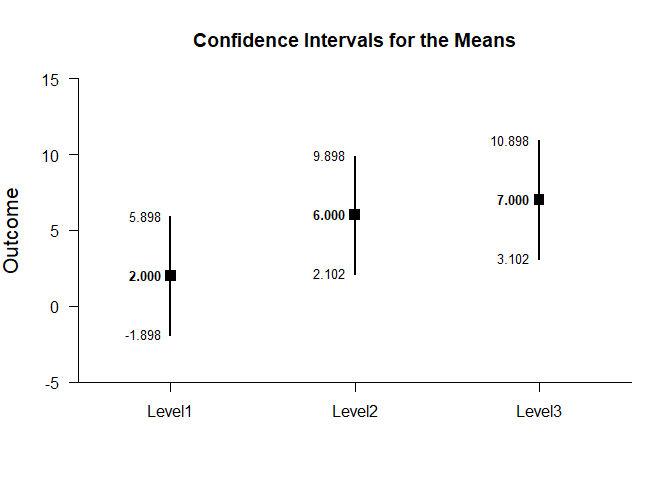 Confidence Intervals for the Means
Outcome
15
10
5
0
-5
5.898
2.000
-1.898
9.898
6.000
2.102
10.898
7.000
3.102
Level1
Level2
Level3